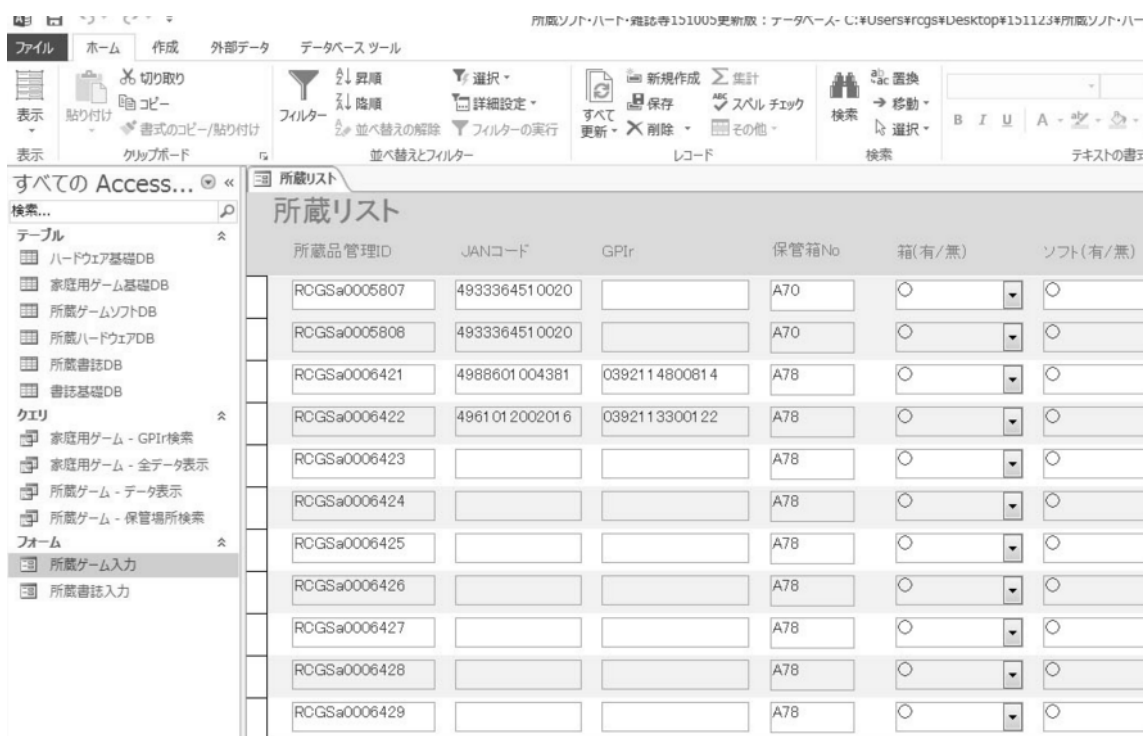 所蔵ソフト・ハード・雑誌等151005更新版 : データベース- C:¥Users¥rcgs¥Desktop¥151123¥所蔵ソフト・ハー
ファイル ホーム 作成 外部データ データベース ツール
切り取り 昇順 選択 新規作成 集計 置換
コピー 降順 詳細設定 保存 スペル チェック 移動
表示 貼り付け 書式のコピー/貼り付け フィルター 並べ替えの解除 フィルターの実行 すべて更新 削除 その他 検索 選択 B I U A
表示 クリップボード 並べ替えとフィルター レコード 検索 テキストの書
すべての Access... «
検索...
テーブル
ハードウェア基礎DB
家庭用ゲーム基礎DB
所蔵ゲームソフトDB
所蔵ハードウェアDB
所蔵書誌DB
書誌基礎DB
クエリ
家庭用ゲーム - GPIr検索
家庭用ゲーム - 全データ表示
所蔵ゲーム - データ表示
所蔵ゲーム - 保管場所検索
フォーム
所蔵ゲーム入力
所蔵書誌入力
所蔵リスト
所蔵リスト
所蔵品管理ID JANコード GPIr 保管箱No 箱(有/無) ソフト(有/無)
RCGSa0005807 4933364510020 A70 ○ ○
RCGSa0005808 4933364510020 A70 ○ ○
RCGSa0006421 4988601004381 0392114800814 A78 ○ ○
RCGSa0006422 4961012002016 0392113300122 A78 ○ ○
RCGSa0006423 A78 ○ ○
RCGSa0006424 A78 ○ ○
RCGSa0006425 A78 ○ ○
RCGSa0006426 A78 ○ ○
RCGSa0006427 A78 ○ ○
RCGSa0006428 A78 ○ ○
RCGSa0006429 A78 ○ ○